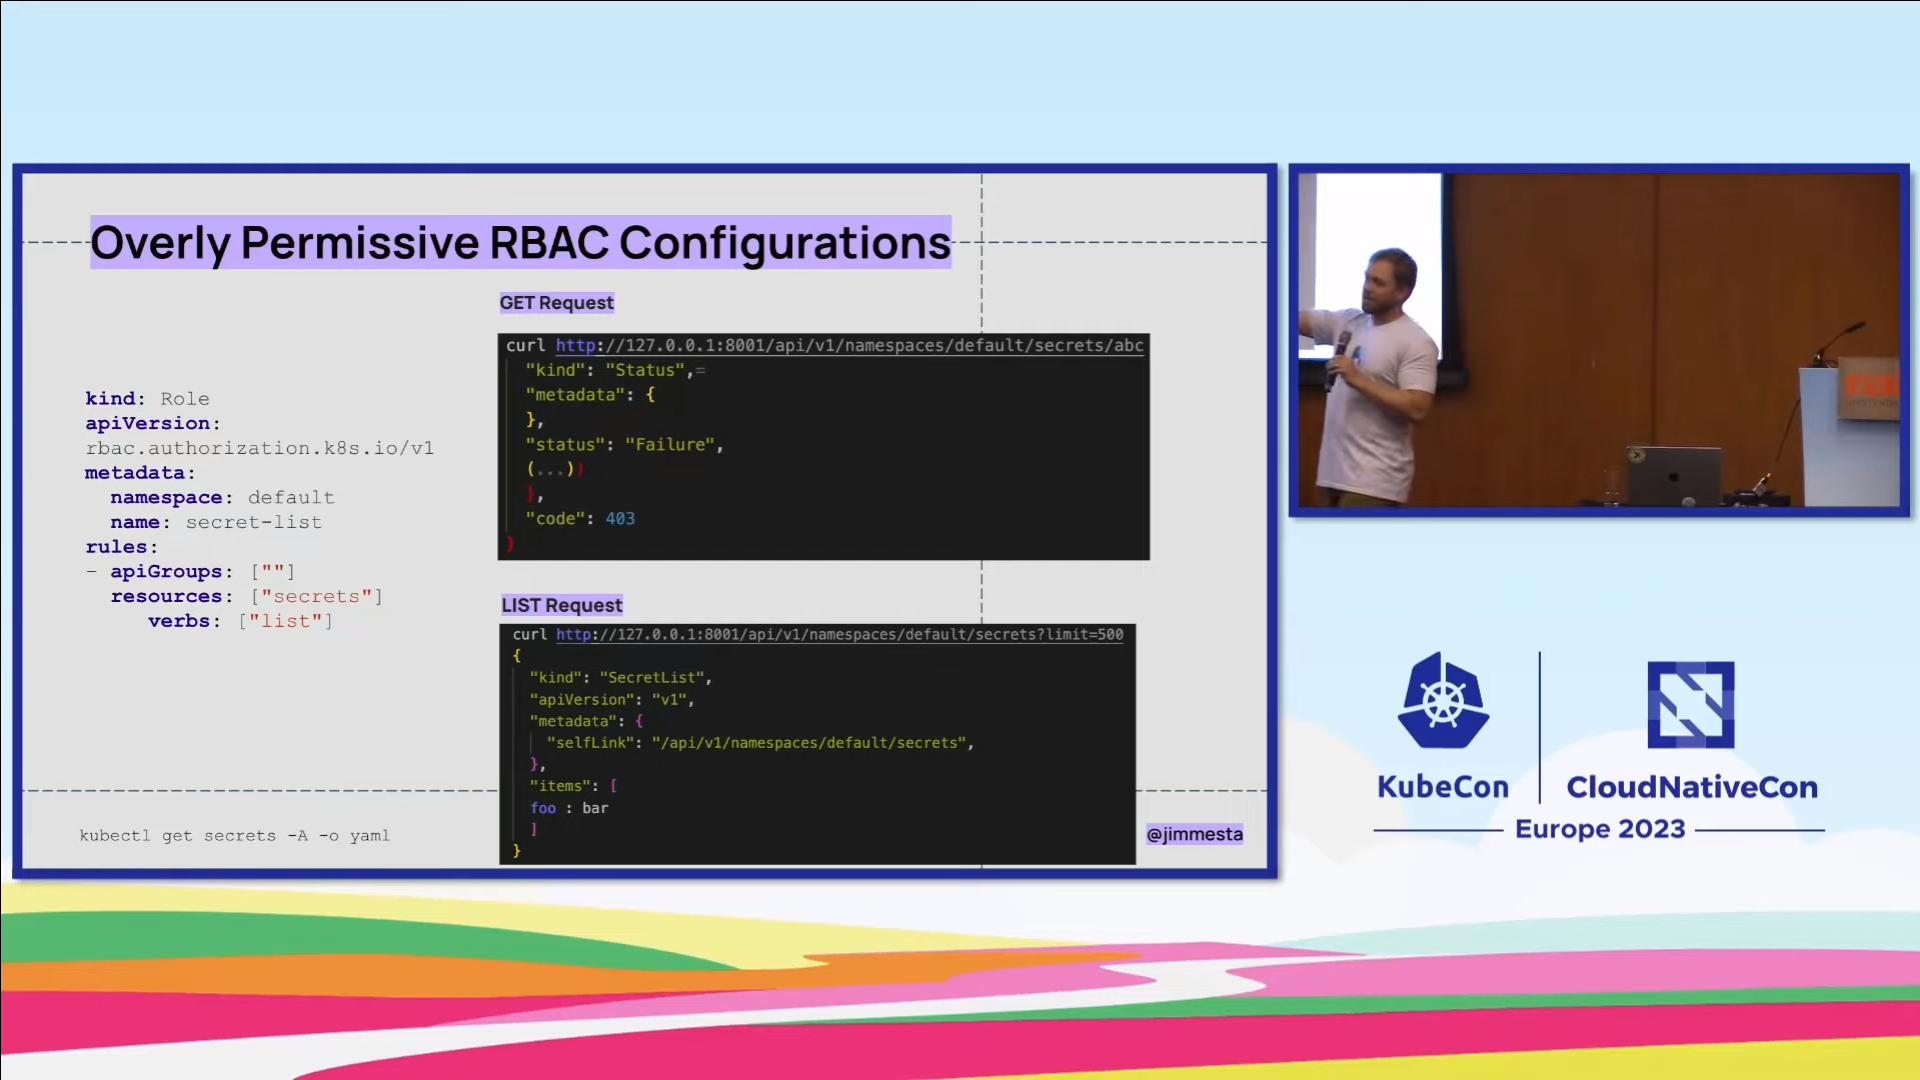 Overly Permissive RBAC Configurations
kind: Role
apiVersion:
rbac.authorization.k8s.io/v1
metadata:
  namespace: default
  name: secret-list
rules:
- apiGroups: [""]
  resources: ["secrets"]
     verbs: ["list"]
kubectl get secrets -A -o yaml
GET Request
curl http://127.0.0.1:8001/api/v1/namespaces/default/secrets/abc
  "kind": "Status",=
  "metadata": {
  },
  "status": "Failure",
  (...))
  },
  "code": 403
}
LIST Request
curl http://127.0.0.1:8001/api/v1/namespaces/default/secrets?limit=500
{
  "kind": "SecretList",
  "apiVersion": "v1",
  "metadata": {
    "selfLink": "/api/v1/namespaces/default/secrets",
  },
  "items": [
  foo : bar
  ]
}
@jimmesta
KubeCon
CloudNativeCon
Europe 2023